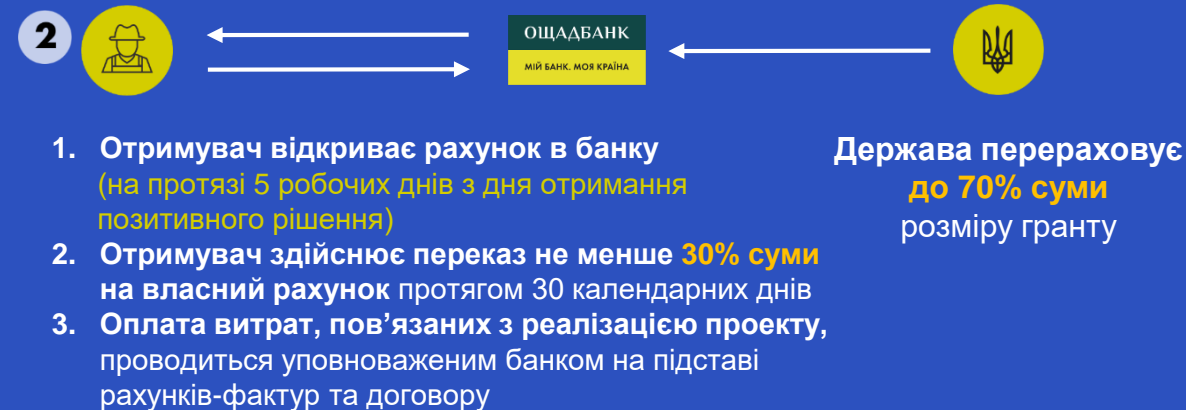 2
ОЩАДБАНК
МІЙ БАНК. МОЯ КРАЇНА
1. Отримувач відкриває рахунок в банку
(на протязі 5 робочих днів з дня отримання
позитивного рішення)
2. Отримувач здійснює переказ не менше 30% суми
на власний рахунок протягом 30 календарних днів
3. Оплата витрат, пов’язаних з реалізацією проекту,
проводиться уповноваженим банком на підставі
рахунків-фактур та договору
Держава перераховує
до 70% суми
розміру гранту